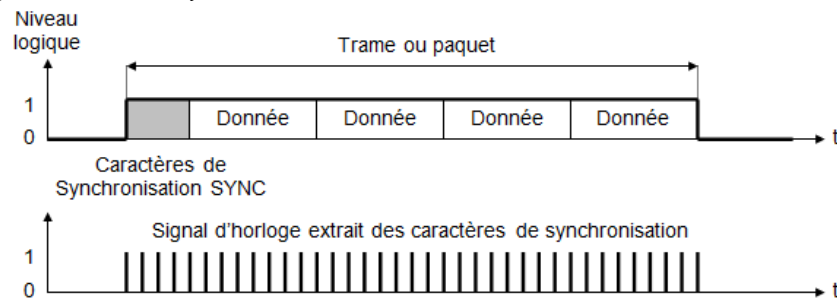 Niveau
logique
Trame ou paquet
1
Donnée Donnée Donnée Donnée
0
t
Caractères de
Synchronisation SYNC
Signal d'horloge extrait des caractères de synchronisation
1
0
t